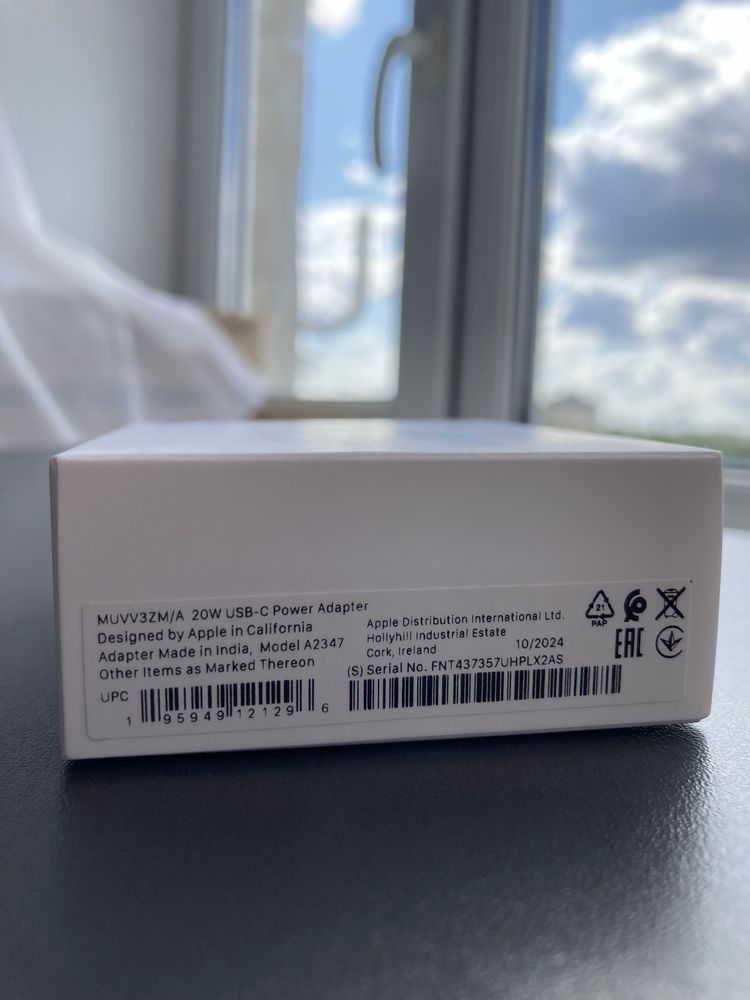 MUVV3ZM/A 20W USB-C Power Adapter
Designed by Apple in California
Adapter Made in India, Model A2347
Other Items as Marked Thereon
UPC
1 95949 12129 6
Apple Distribution International Ltd.
Hollyhill Industrial Estate
Cork, Ireland 10/2024
(S) Serial No. FNT437357UHPLX2AS
21
PAP
EAC